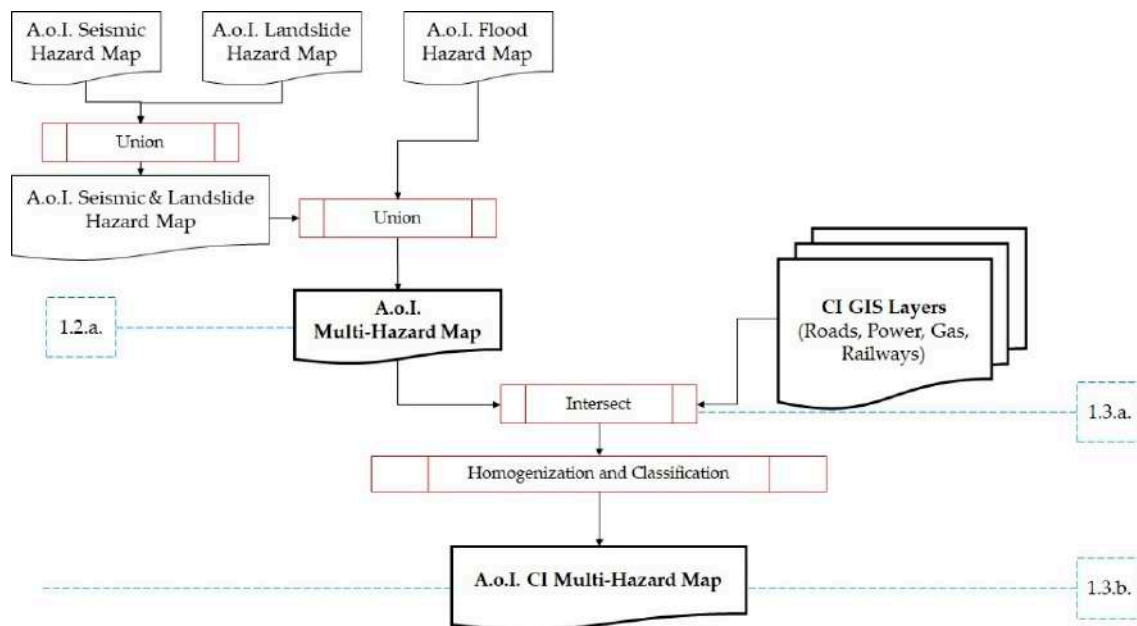 A.o.I. Seismic
Hazard Map
A.o.I. Landslide
Hazard Map
A.o.I. Flood
Hazard Map
Union
A.o.I. Seismic & Landslide
Hazard Map
Union
1.2.a.
A.o.I.
Multi-Hazard Map
CI GIS Layers
(Roads, Power, Gas,
Railways)
Intersect
1.3.a.
Homogenization and Classification
A.o.I. CI Multi-Hazard Map
1.3.b.